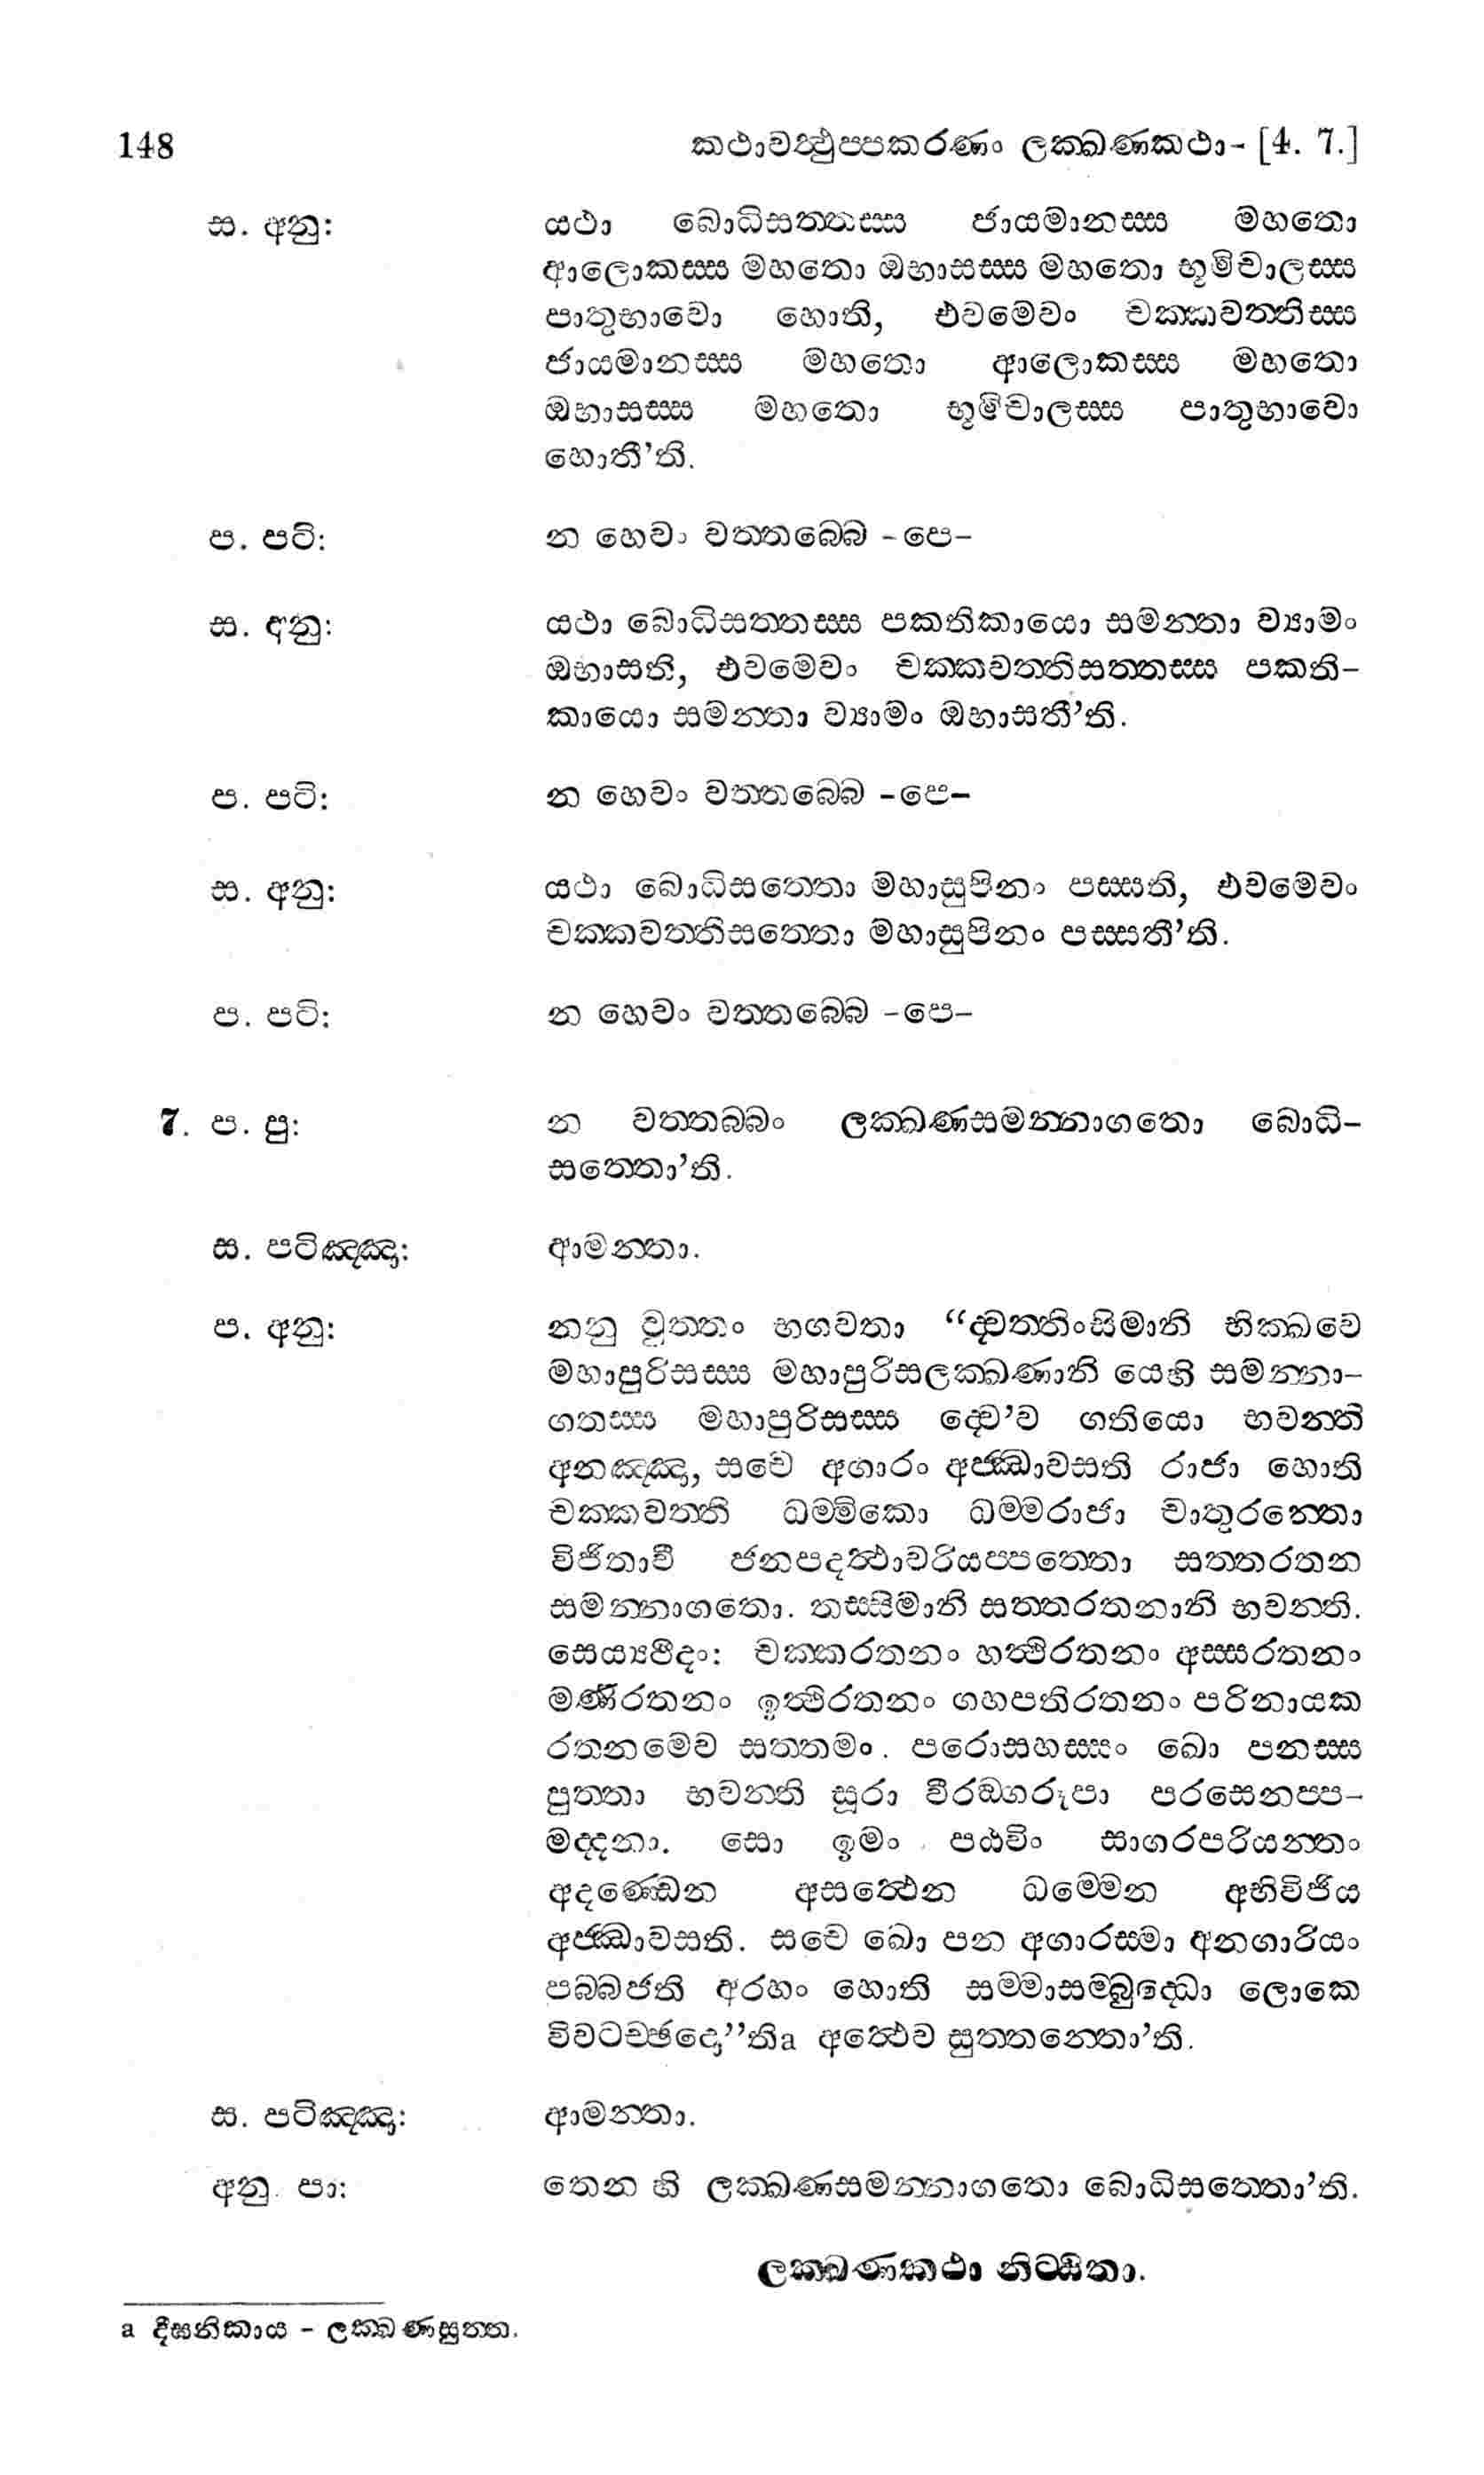 148 කථාවත්‍ථුප්‍පකරණං ලක්‍ඛණකථා- [4. 7.]
ස. අනු: යථා බොධිසත්‍තස්‍ස ජායමානස්‍ස මහතො
ආලොකස්‍ස මහතො ඔභාසස්‍ස මහතො භූමිචාලස්‍ස
පාතුභාවො හොති, එවමෙවං චක්‍කවත්‍තිස්‍ස
ජායමානස්‍ස මහතො ආලොකස්‍ස මහතො
ඔභාසස්‍ස මහතො භූමිචාලස්‍ස පාතුභාවො
හොතී’ති.
ප. පටි: න හෙවං වත්‍තබ්‍බෙ -පෙ-
ස. අනු: යථා බොධිසත්‍තස්‍ස පකතිකායො සමන්‍තා ව්‍යාමං
ඔභාසති, එවමෙවං චක්‍කවත්‍තිසත්‍තස්‍ස පකති-
කායො සමන්‍තා ව්‍යාමං ඔභාසතී’ති.
ප. පටි: න හෙවං වත්‍තබ්‍බෙ -පෙ-
ස. අනු: යථා බොධිසත්‍තො මහාසුපිනං පස්‍සති, එවමෙවං
චක්‍කවත්‍තිසත්‍තො මහාසුපිනං පස්‍සතී’ති.
ප. පටි: න හෙවං වත්‍තබ්‍බෙ -පෙ-
7. ප. පු: න වත්‍තබ්‍බං ලක්‍ඛණසමන්‍නාගතො බොධි-
සත්‍තො’ති.
ස. පටිඤ්‍ඤා: ආමන්‍තා.
ප. අනු: නනු වුත්‍තං භගවතා “ද්‍වත්‍තිංසිමානි භික්‍ඛවෙ
මහාපුරිසස්‍ස මහාපුරිසලක්‍ඛණානි යෙහි සමන්‍නා-
ගතස්‍ස මහාපුරිසස්‍ස ද්‍වෙ’ව ගතියො භවන්‍ති
අනඤ්‍ඤා, සචෙ අගාරං අජ්‍ඣාවසති රාජා හොති
චක්‍කවත්‍ති ධම්‍මිකො ධම්‍මරාජා චාතුරන්‍තො
විජිතාවී ජනපදත්‍ථාවරියප්‍පත්‍තො සත්‍තරතන
සමන්‍නාගතො. තස්‍සිමානි සත්‍තරතනානි භවන්‍ති.
සෙය්‍යථිදං: චක්‍කරතනං හත්‍ථිරතනං අස්‍සරතනං
මණිරතනං ඉත්‍ථිරතනං ගහපතිරතනං පරිනායක
රතනමෙව සත්‍තමං. පරොසහස්‍සං ඛො පනස්‍ස
පුත්‍තා භවන්‍ති සූරා වීරඞ්‍ගරූපා පරසෙනප්‍ප-
මද්‍දනා. සො ඉමං පඨවිං සාගරපරියන්‍තං
අදණ්‍ඩෙන අසත්‍ථෙන ධම්‍මෙන අභිවිජිය
අජ්‍ඣාවසති. සචෙ ඛො පන අගාරස්‍මා අනගාරියං
පබ්‍බජති අරහං හොති සම්‍මාසම්‍බුද්‍ධො ලොකෙ
විවටච්‍ඡදො”තිa අත්‍ථෙව සුත්‍තන්‍තො’ති.
ස. පටිඤ්‍ඤා: ආමන්‍තා.
අනු. පා: තෙන හි ලක්‍ඛණසමන්‍නාගතො බොධිසත්‍තො’ති.
ලක්‍ඛණකථා නිට්‍ඨිතා.
a දීඝනිකාය - ලක්‍ඛණසුත්‍ත.